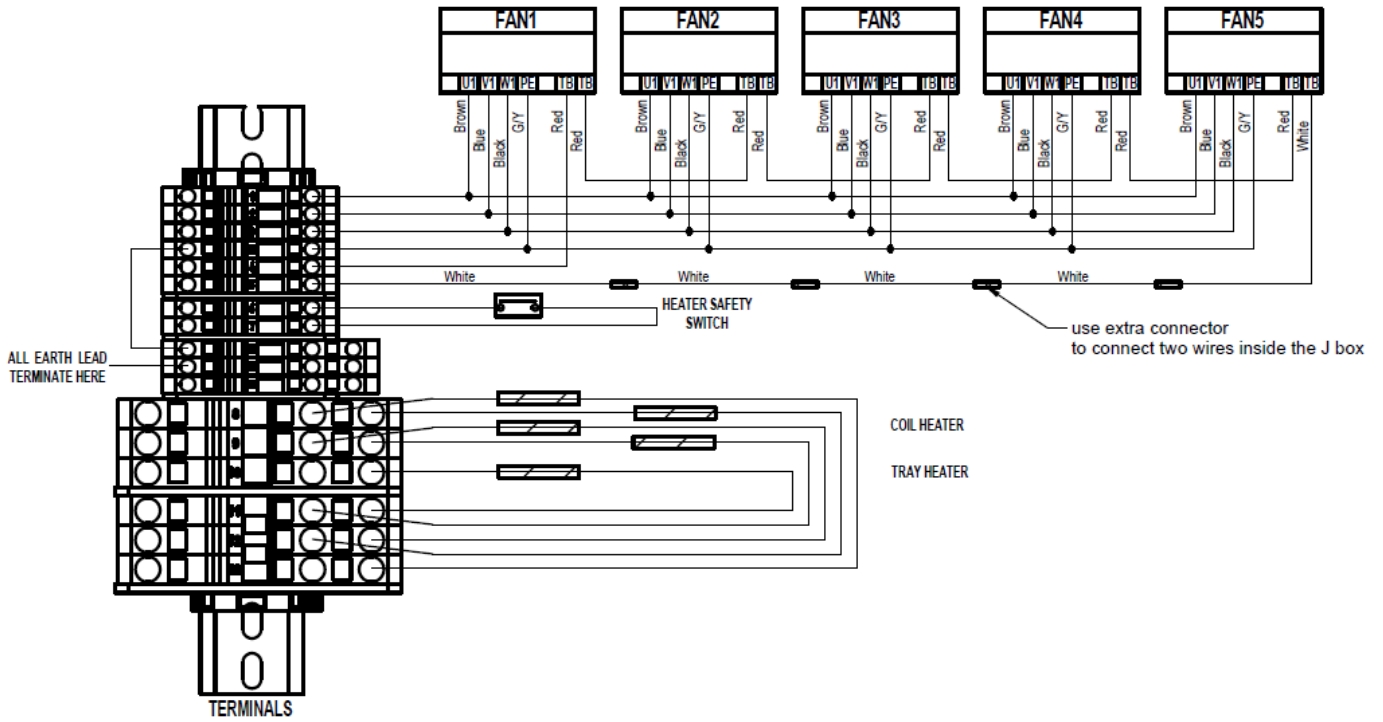 FAN1 FAN2 FAN3 FAN4 FAN5
U1 V1 W1 PE TB TB U1 V1 W1 PE TB TB U1 V1 W1 PE TB TB U1 V1 W1 PE TB TB U1 V1 W1 PE TB TB
Brown Blue Black G/Y Red Red Brown Blue Black G/Y Red Red Brown Blue Black G/Y Red Red Brown Blue Black G/Y Red Red Brown Blue Black G/Y Red White
White White White White
HEATER SAFETY
SWITCH
use extra connector
to connect two wires inside the J box
ALL EARTH LEAD
TERMINATE HERE
COIL HEATER
TRAY HEATER
TERMINALS